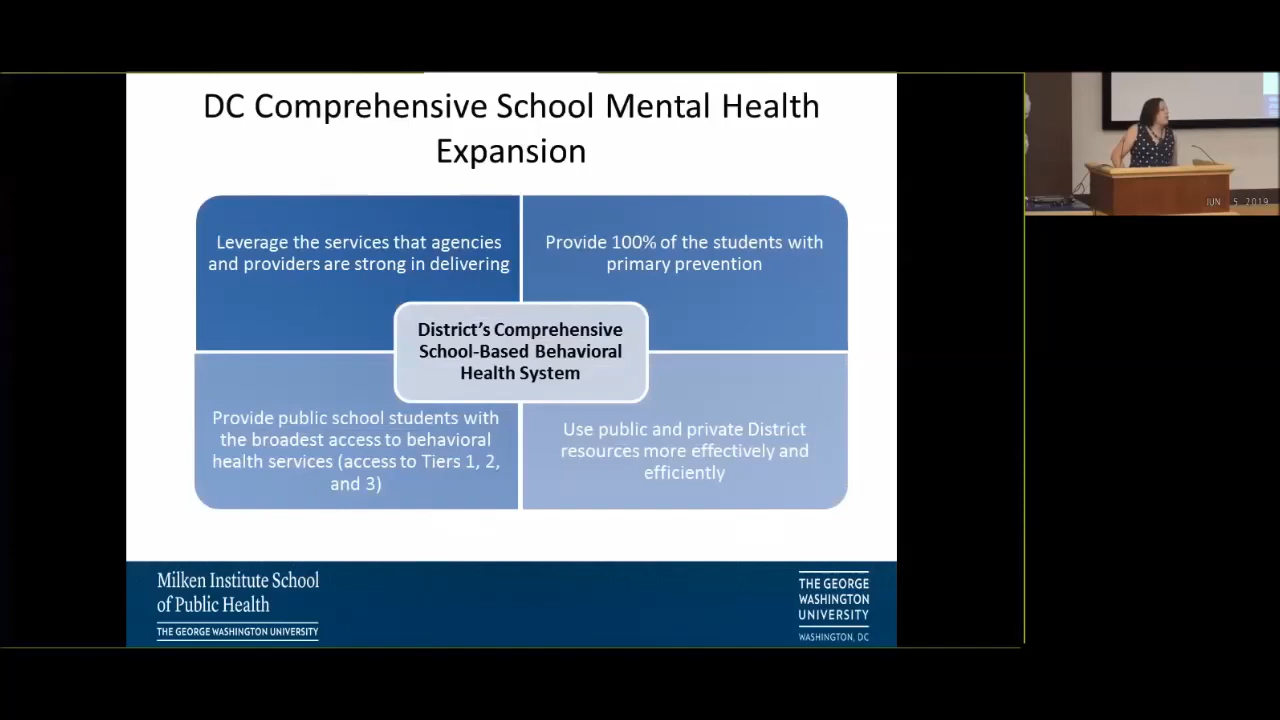 DC Comprehensive School Mental Health
Expansion
Leverage the services that agencies
and providers are strong in delivering
Provide 100% of the students with
primary prevention
District's Comprehensive
School-Based Behavioral
Health System
Provide public school students with
the broadest access to behavioral
health services (access to Tiers 1, 2,
and 3)
Use public and private District
resources more effectively and
efficiently
Milken Institute School
of Public Health
THE GEORGE WASHINGTON UNIVERSITY
THE GEORGE
WASHINGTON
UNIVERSITY
WASHINGTON, DC
JUN 5 2019